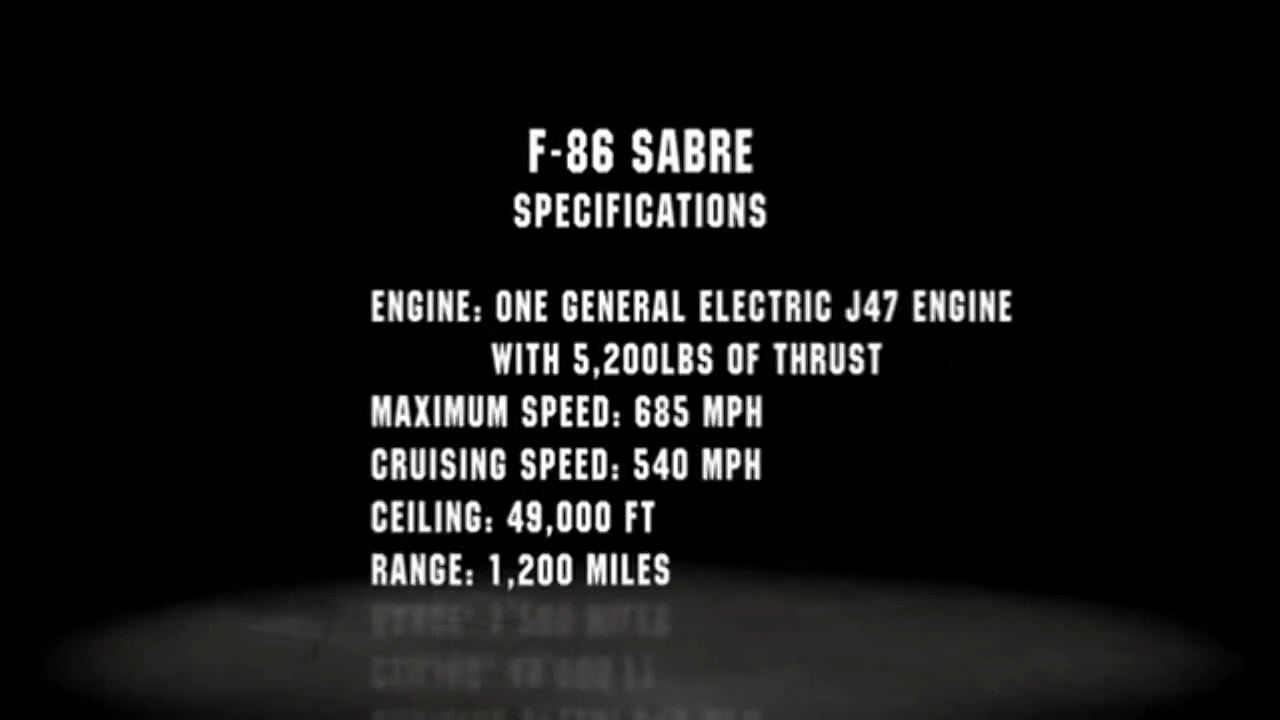 F-86 SABRE
SPECIFICATIONS
ENGINE: ONE GENERAL ELECTRIC J47 ENGINE
WITH 5,200LBS OF THRUST
MAXIMUM SPEED: 685 MPH
CRUISING SPEED: 540 MPH
CEILING: 49,000 FT
RANGE: 1,200 MILES